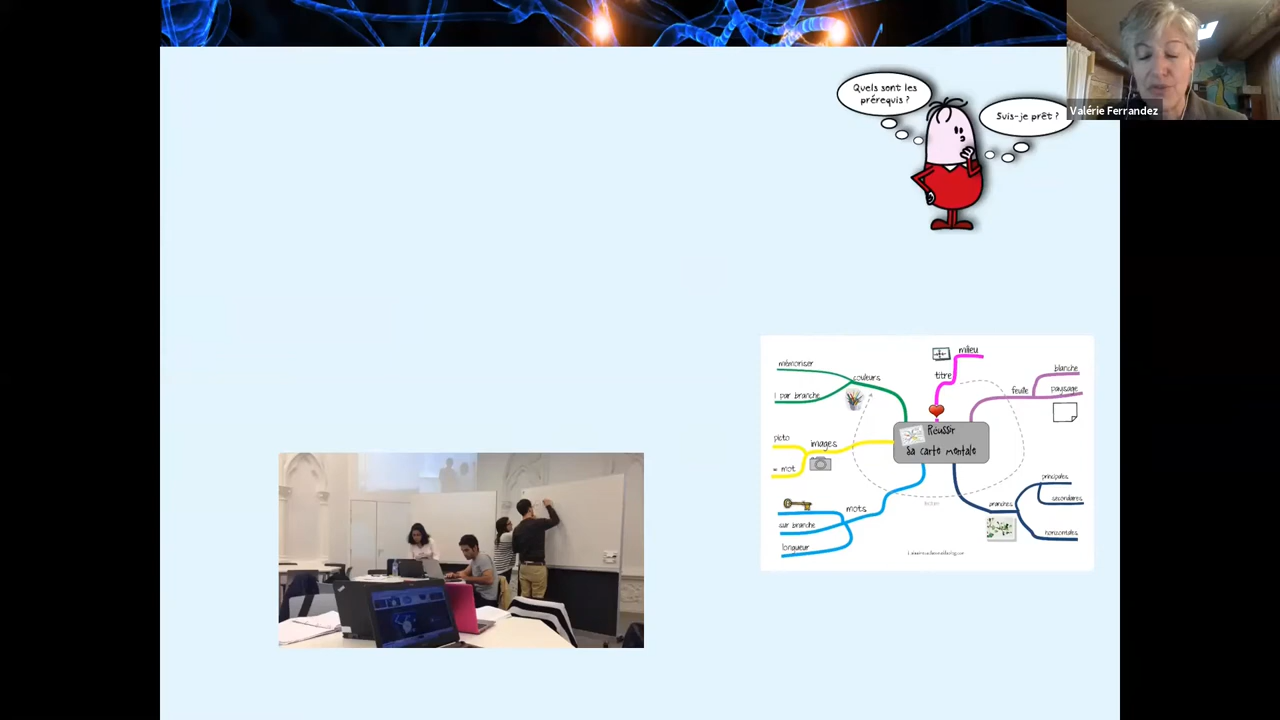 Quels sont les
prérequis ?
Suis-je prêt ?
Valérie Ferrandez
milieu
titre
mémoriser
couleurs
1 par branche
feuille
blanche
paysage
Réussir
sa carte mentale
picto
images
= mot
mots
sur branche
longueur
branches
principales
secondaires
horizontales